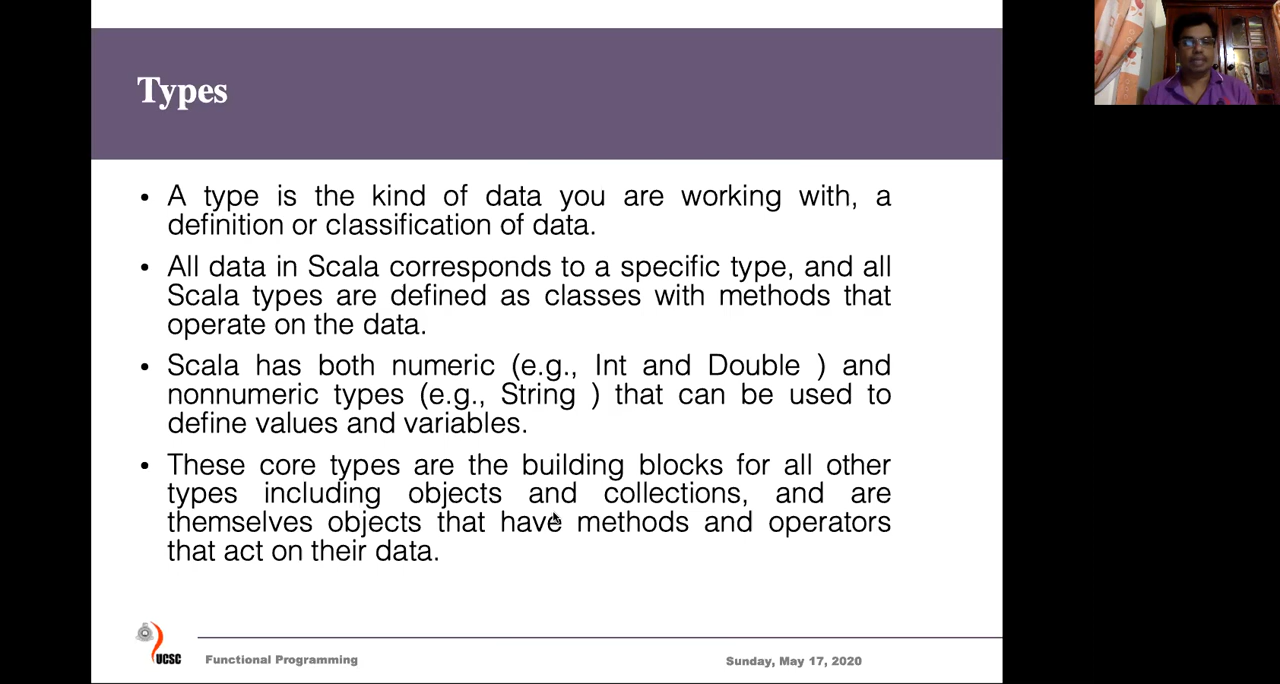 Types
• A type is the kind of data you are working with, a
definition or classification of data.
• All data in Scala corresponds to a specific type, and all
Scala types are defined as classes with methods that
operate on the data.
• Scala has both numeric (e.g., Int and Double ) and
nonnumeric types (e.g., String ) that can be used to
define values and variables.
• These core types are the building blocks for all other
types including objects and collections, and are
themselves objects that have methods and operators
that act on their data.
UCSC
Functional Programming
Sunday, May 17, 2020